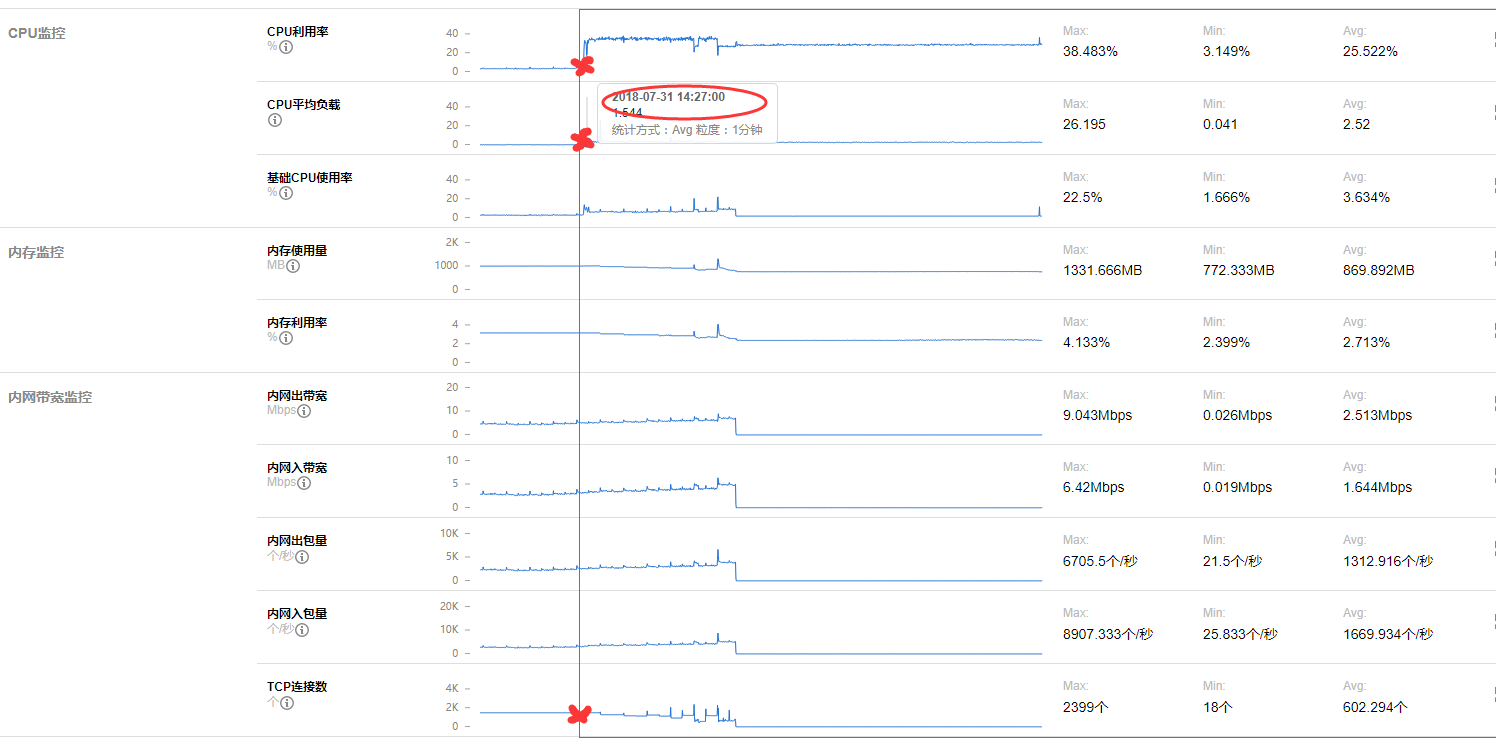 CPU监控
CPU利用率
%
40
20
0
Max:
38.483%
Min:
3.149%
Avg:
25.522%
CPU平均负载
40
20
0
2018-07-31 14:27:00
1.544
统计方式：Avg 粒度：1分钟
Max:
26.195
Min:
0.041
Avg:
2.52
基础CPU使用率
%
40
20
0
Max:
22.5%
Min:
1.666%
Avg:
3.634%
内存监控
内存使用量
MB
2K
1000
0
Max:
1331.666MB
Min:
772.333MB
Avg:
869.892MB
内存利用率
%
4
2
0
Max:
4.133%
Min:
2.399%
Avg:
2.713%
内网带宽监控
内网出带宽
Mbps
20
10
0
Max:
9.043Mbps
Min:
0.026Mbps
Avg:
2.513Mbps
内网入带宽
Mbps
10
5
0
Max:
6.42Mbps
Min:
0.019Mbps
Avg:
1.644Mbps
内网出包量
个/秒
10K
5K
0
Max:
6705.5个/秒
Min:
21.5个/秒
Avg:
1312.916个/秒
内网入包量
个/秒
20K
10K
0
Max:
8907.333个/秒
Min:
25.833个/秒
Avg:
1669.934个/秒
TCP连接数
个
4K
2K
0
Max:
2399个
Min:
18个
Avg:
602.294个